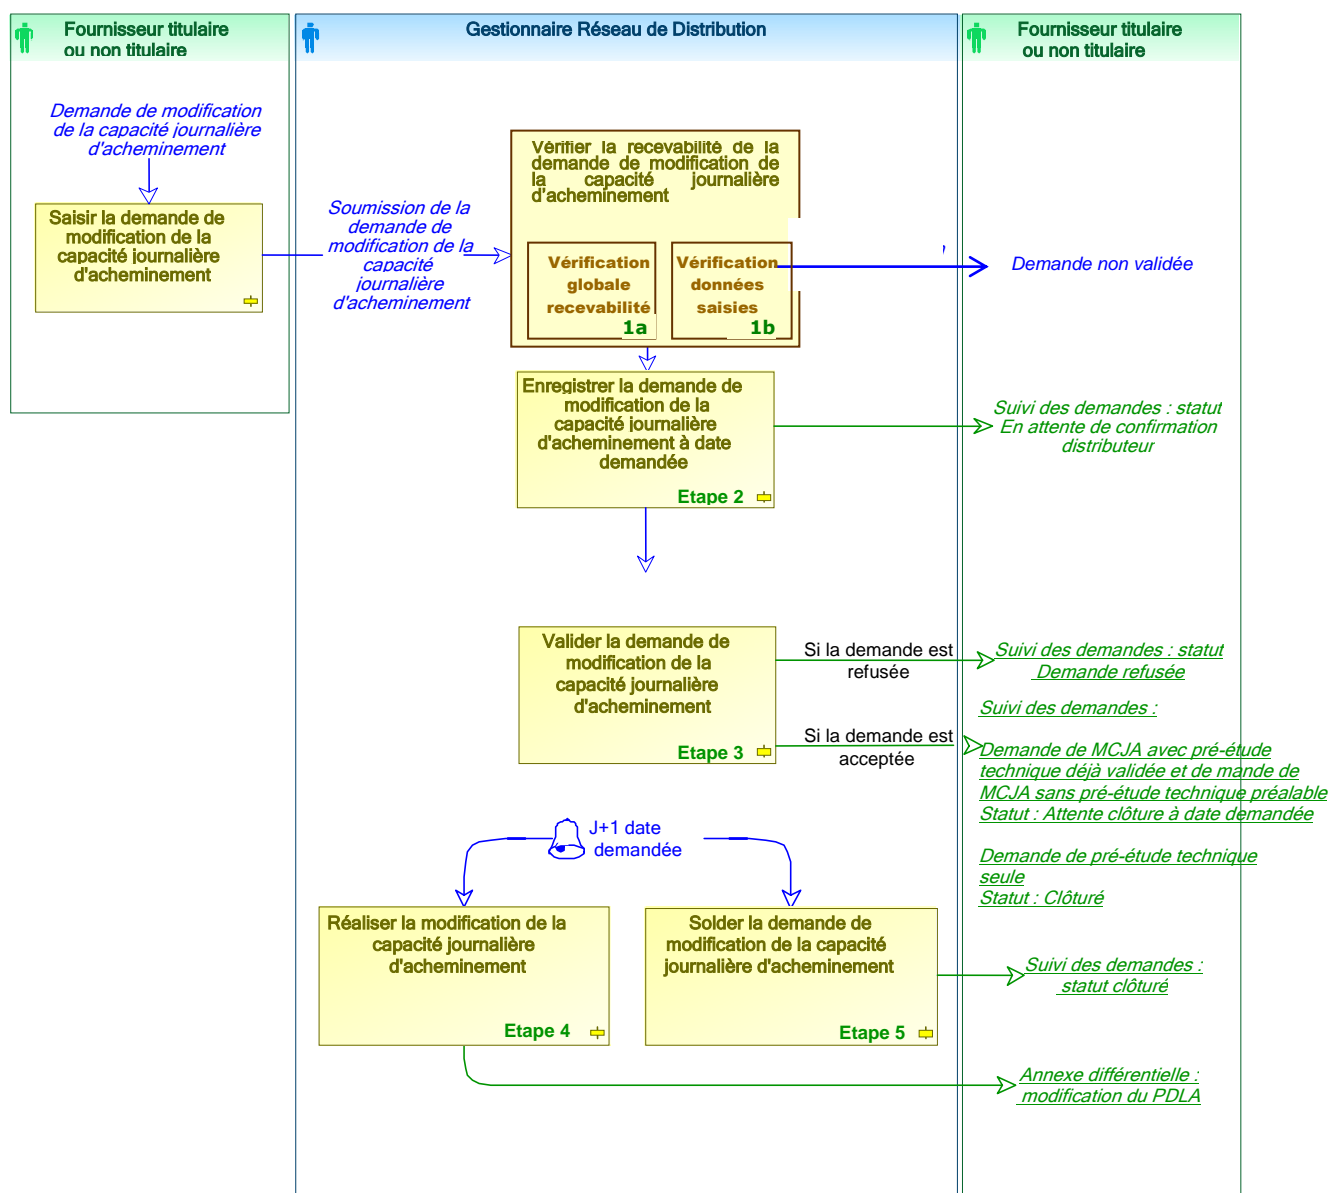 Fournisseur titulaire
ou non titulaire
Gestionnaire Réseau de Distribution
Fournisseur titulaire
ou non titulaire
Demande de modification
de la capacité journalière
d'acheminement
Saisir la demande de
modification de la
capacité journalière
d'acheminement
Soumission de la
demande de
modification de la
capacité
journalière
d'acheminement
Vérifier la recevabilité de la
demande de modification de
la capacité journalière
d'acheminement
Vérification
globale
recevabilité
1a
Vérification
données
saisies
1b
Demande non validée
Enregistrer la demande de
modification de la
capacité journalière
d'acheminement à date
demandée
Etape 2
Suivi des demandes : statut
En attente de confirmation
distributeur
Valider la demande de
modification de la
capacité journalière
d'acheminement
Etape 3
Si la demande est
refusée
Suivi des demandes : statut
Demande refusée
Si la demande est
acceptée
Suivi des demandes :
Demande de MCJA avec pré-étude
technique déjà validée et de mande de
MCJA sans pré-étude technique préalable
Statut : Attente clôture à date demandée
Demande de pré-étude technique
seule
Statut : Clôturé
J+1 date
demandée
Réaliser la modification de la
capacité journalière
d'acheminement
Etape 4
Solder la demande de
modification de la capacité
journalière d'acheminement
Etape 5
Suivi des demandes :
statut clôturé
Annexe différentielle :
modification du PDLA